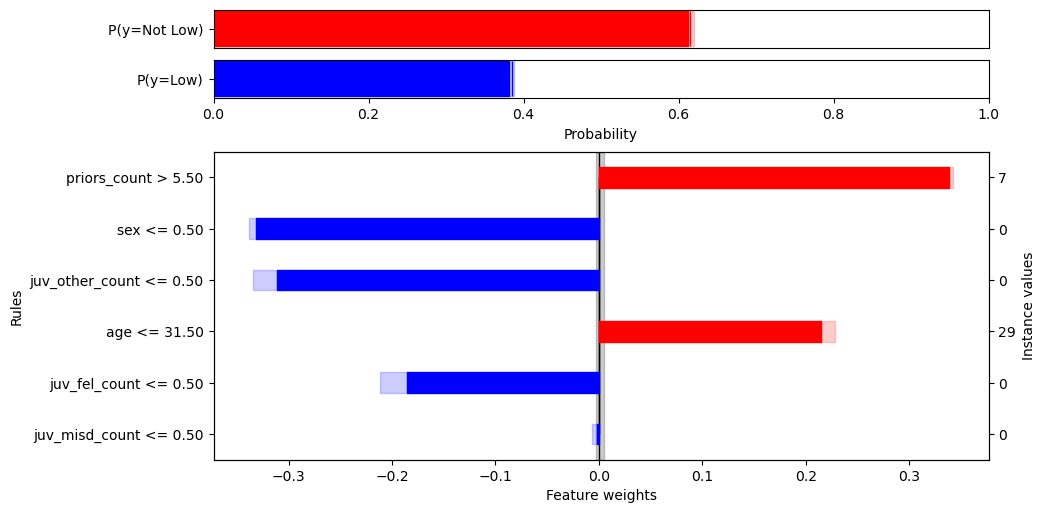 P(y=Not Low)
P(y=Low)
0.0 0.2 0.4 0.6 0.8 1.0
Probability
priors_count > 5.50 7
sex <= 0.50 0
juv_other_count <= 0.50 0
age <= 31.50 29
juv_fel_count <= 0.50 0
juv_misd_count <= 0.50 0
Rules
Instance values
−0.3 −0.2 −0.1 0.0 0.1 0.2 0.3
Feature weights